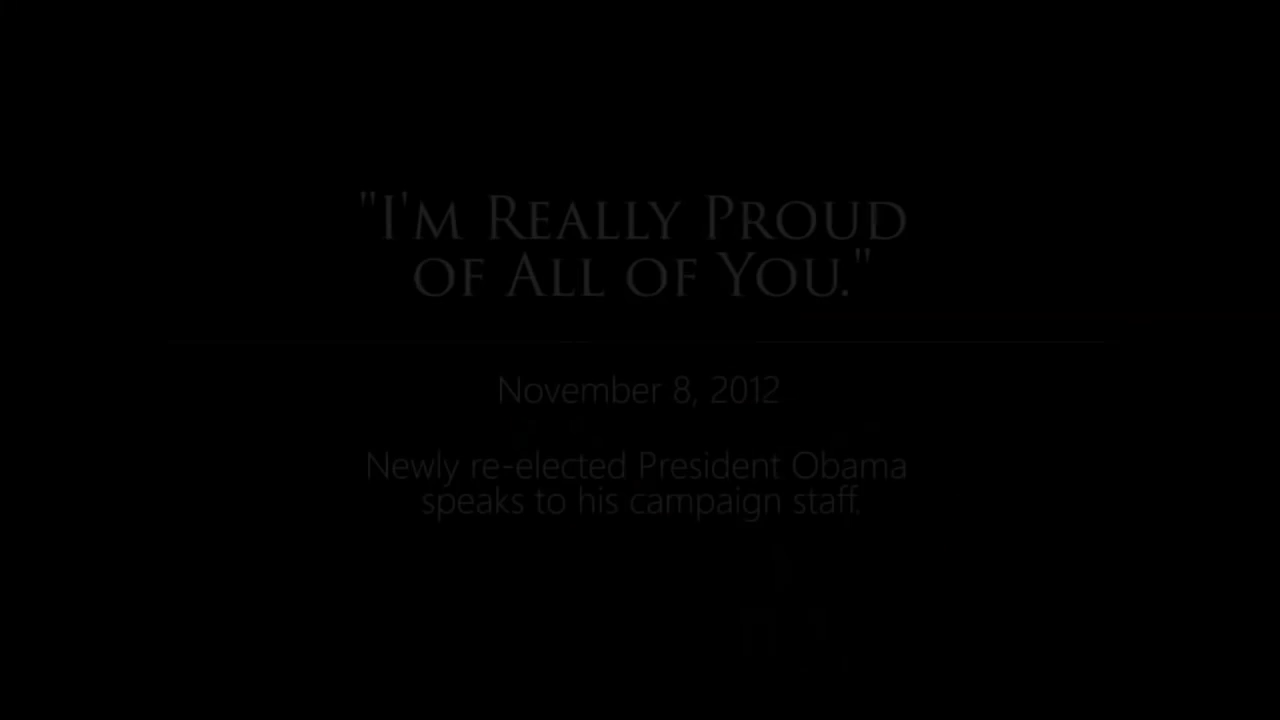 "I'm Really Proud
of All of You."
November 8, 2012
Newly re-elected President Obama
speaks to his campaign staff.